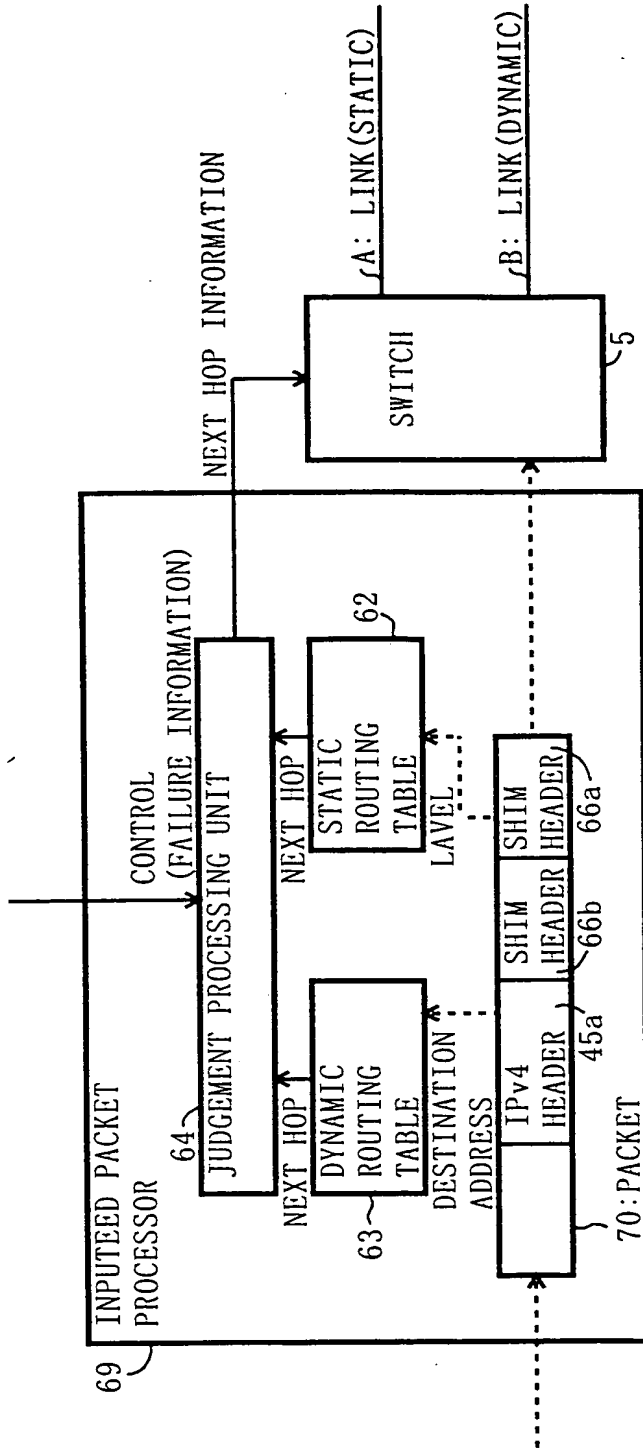 INPUTEED PACKET
PROCESSOR
69
CONTROL
(FAILURE INFORMATION)
64
JUDGEMENT PROCESSING UNIT
NEXT HOP INFORMATION
NEXT HOP
NEXT HOP
DYNAMIC
ROUTING
TABLE
63
STATIC
ROUTING
TABLE
62
DESTINATION
ADDRESS
LAVEL
IPv4
HEADER
45a
SHIM
HEADER
66b
SHIM
HEADER
66a
70:PACKET
SWITCH
5
A: LINK(STATIC)
B: LINK(DYNAMIC)